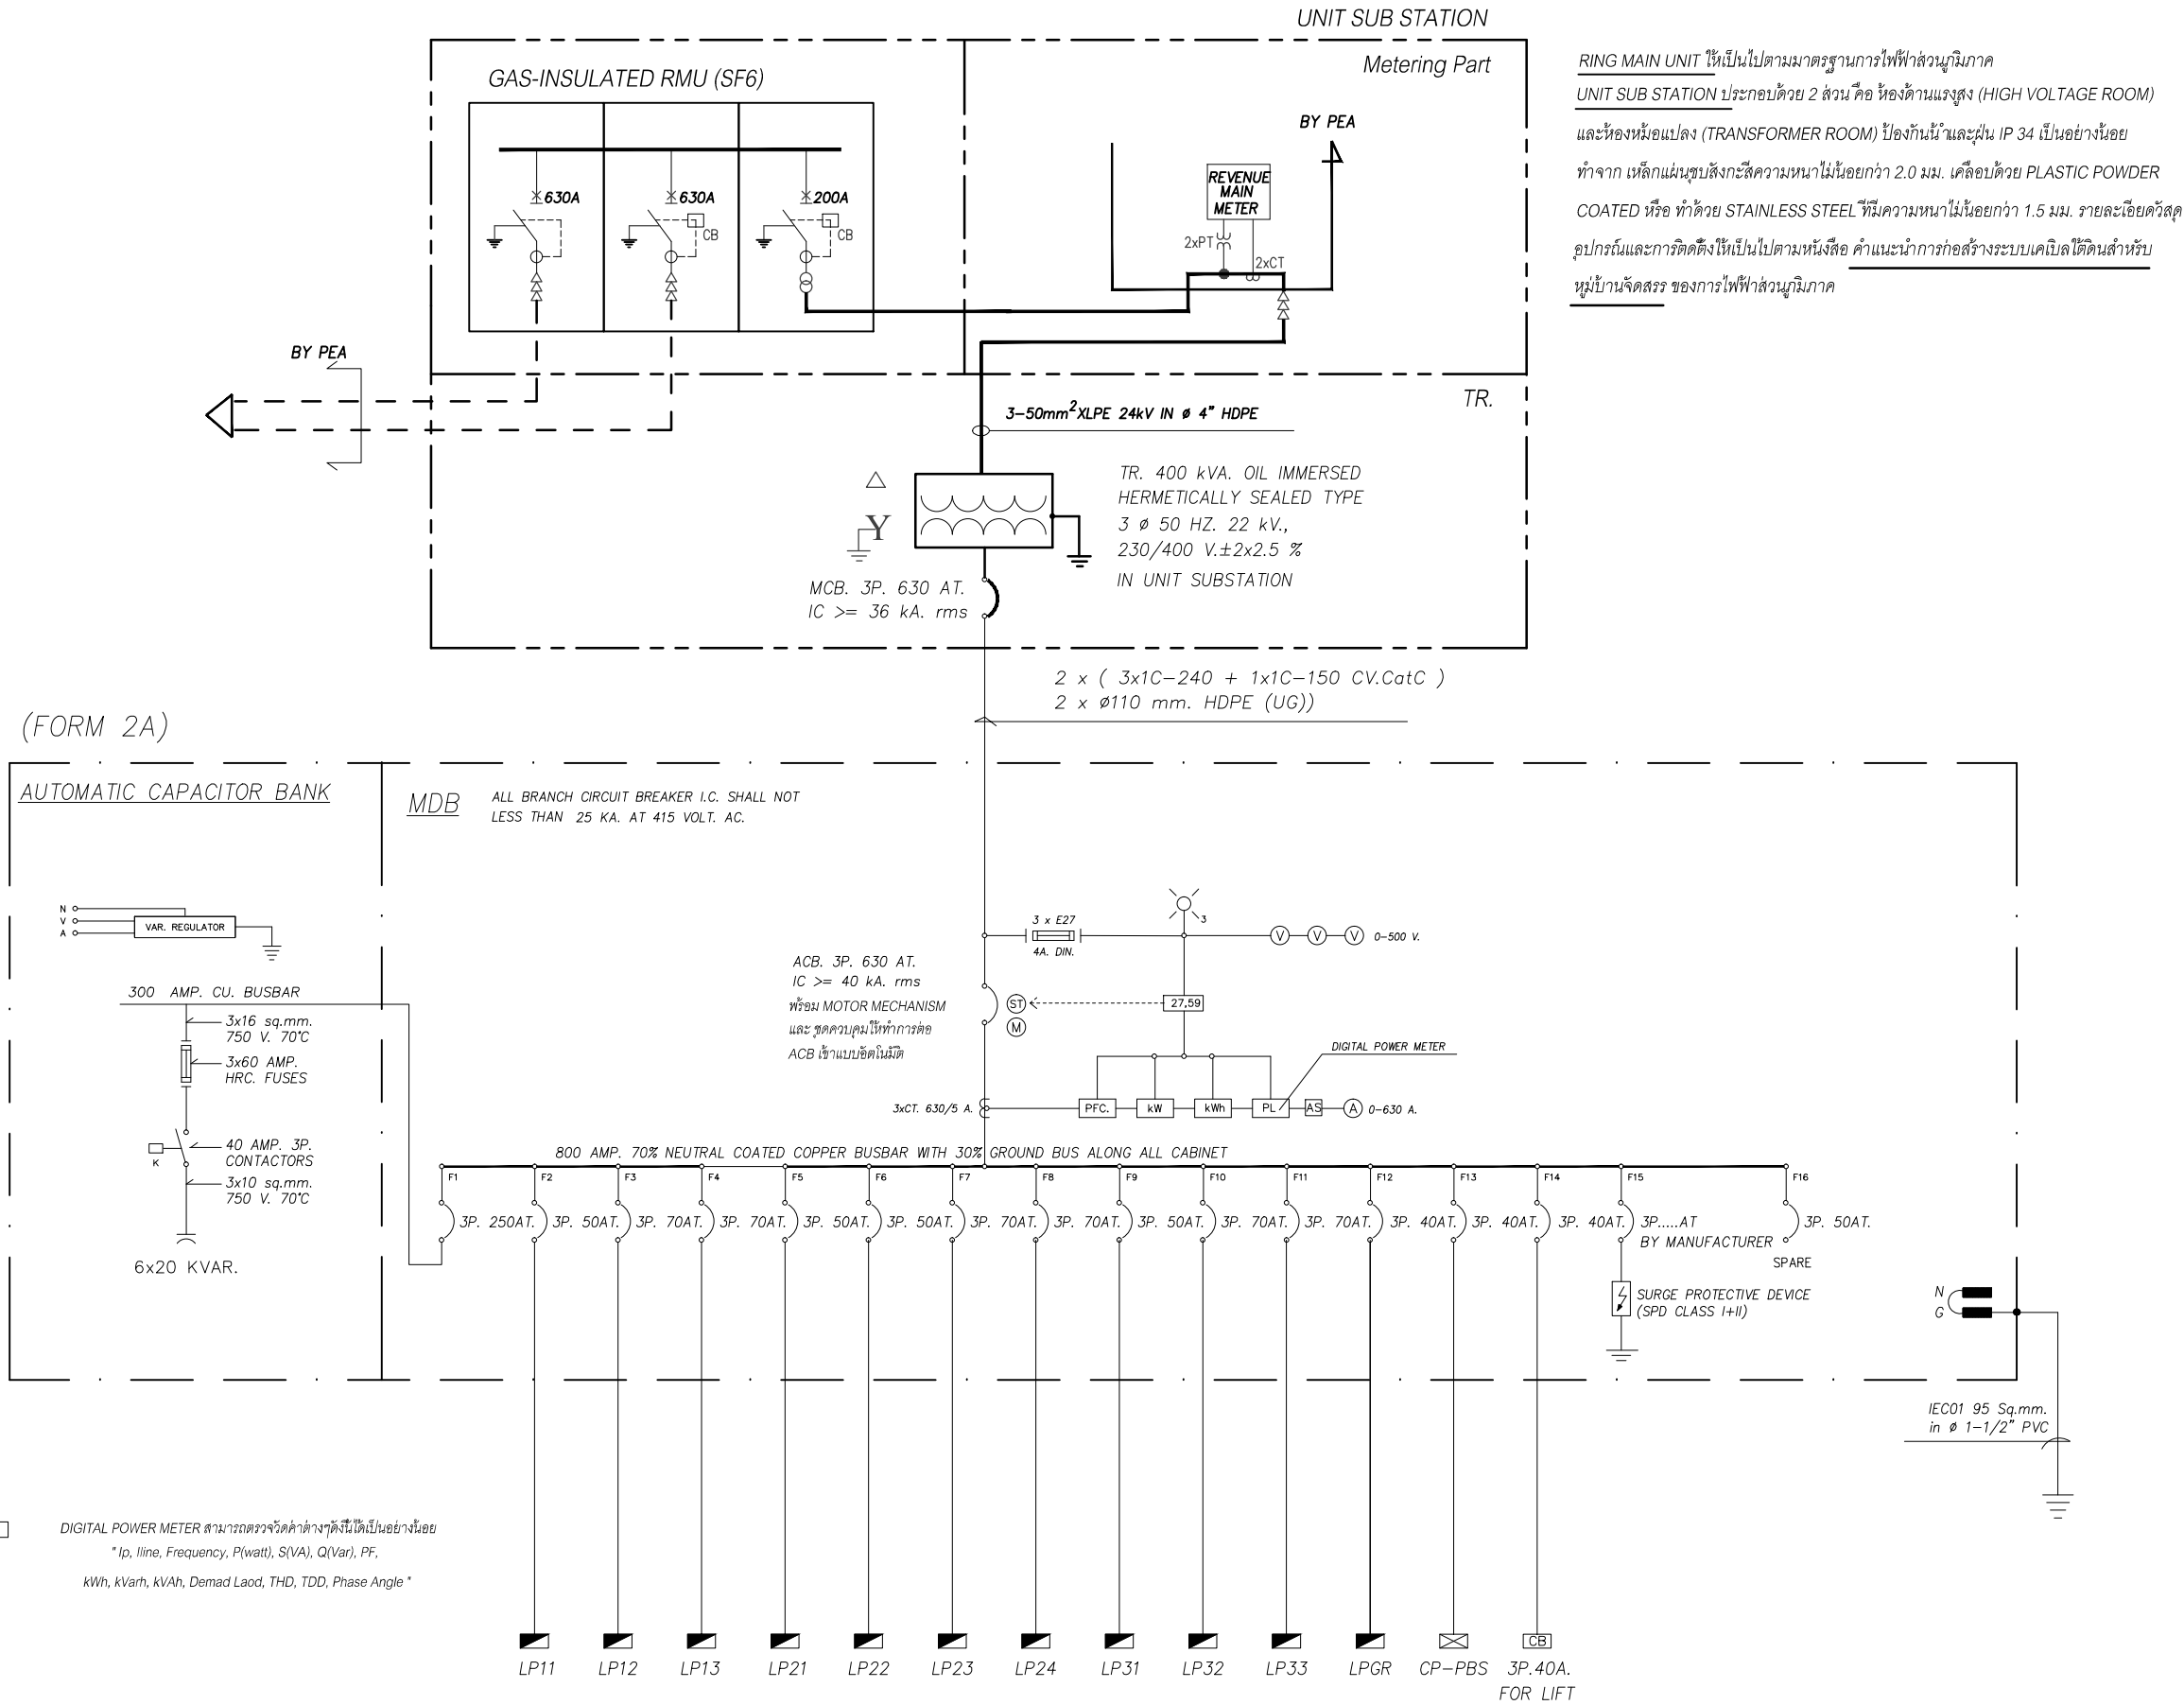 UNIT SUB STATION
GAS-INSULATED RMU (SF6)
Metering Part
630A
630A
CB
200A
CB
BY PEA
REVENUE
MAIN
METER
2xPT
2xCT
RING MAIN UNIT ให้เป็นไปตามมาตรฐานการไฟฟ้าส่วนภูมิภาค
UNIT SUB STATION ประกอบด้วย 2 ส่วน คือ ห้องด้านแรงสูง (HIGH VOLTAGE ROOM)
และห้องหม้อแปลง (TRANSFORMER ROOM) ป้องกันน้ำและฝุ่น IP 34 เป็นอย่างน้อย
ทำจาก เหล็กแผ่นชุบสังกะสีความหนาไม่น้อยกว่า 2.0 มม. เคลือบด้วย PLASTIC POWDER
COATED หรือ ทำด้วย STAINLESS STEEL ที่มีความหนาไม่น้อยกว่า 1.5 มม. รายละเอียดวัสดุ
อุปกรณ์และการติดตั้งให้เป็นไปตามหนังสือ คำแนะนำการก่อสร้างระบบเคเบิลใต้ดินสำหรับ
หมู่บ้านจัดสรร ของการไฟฟ้าส่วนภูมิภาค
BY PEA
TR.
3-50mm² XLPE 24kV IN ø 4" HDPE
Y
TR. 400 kVA. OIL IMMERSED
HERMETICALLY SEALED TYPE
3 ø 50 HZ. 22 kV.,
230/400 V.±2x2.5 %
IN UNIT SUBSTATION
MCB. 3P. 630 AT.
IC >= 36 kA. rms
2 x ( 3x1C-240 + 1x1C-150 CV.CatC )
2 x ø110 mm. HDPE (UG))
(FORM 2A)
AUTOMATIC CAPACITOR BANK
MDB
ALL BRANCH CIRCUIT BREAKER I.C. SHALL NOT
LESS THAN 25 KA. AT 415 VOLT. AC.
N
V
A
VAR. REGULATOR
300 AMP. CU. BUSBAR
3x16 sq.mm.
750 V. 70°C
3x60 AMP.
HRC. FUSES
K
40 AMP. 3P.
CONTACTORS
3x10 sq.mm.
750 V. 70°C
6x20 KVAR.
3 x E27
4A. DIN.
3
V V V 0-500 V.
ACB. 3P. 630 AT.
IC >= 40 kA. rms
พร้อม MOTOR MECHANISM
และ ชุดควบคุมให้ทำการต่อ
ACB เข้าแบบอัตโนมัติ
ST
M
27,59
DIGITAL POWER METER
3xCT. 630/5 A.
PFC. kW kWh PL AS A 0-630 A.
800 AMP. 70% NEUTRAL COATED COPPER BUSBAR WITH 30% GROUND BUS ALONG ALL CABINET
F1 F2 F3 F4 F5 F6 F7 F8 F9 F10 F11 F12 F13 F14 F15 F16
3P. 250AT. 3P. 50AT. 3P. 70AT. 3P. 70AT. 3P. 50AT. 3P. 50AT. 3P. 70AT. 3P. 70AT. 3P. 50AT. 3P. 70AT. 3P. 70AT. 3P. 40AT. 3P. 40AT. 3P. 40AT. 3P.....AT 3P. 50AT.
BY MANUFACTURER
SPARE
SURGE PROTECTIVE DEVICE
(SPD CLASS I+II)
N
G
IEC01 95 Sq.mm.
in ø 1-1/2" PVC
DIGITAL POWER METER สามารถตรวจวัดค่าต่างๆดังนี้ได้เป็นอย่างน้อย
" Ip, Iline, Frequency, P(watt), S(VA), Q(Var), PF,
kWh, kVarh, kVAh, Demad Laod, THD, TDD, Phase Angle "
CB
LP11 LP12 LP13 LP21 LP22 LP23 LP24 LP31 LP32 LP33 LPGR CP-PBS 3P.40A.
FOR LIFT